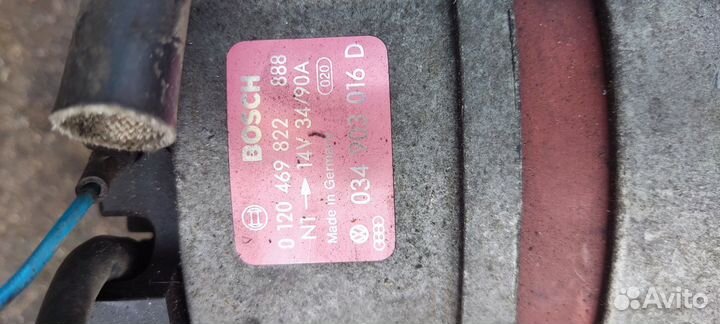 BOSCH
0 120 469 822 888
N1 → 14V 34/90A 020
Made in Germany
034 903 016 D
Avito